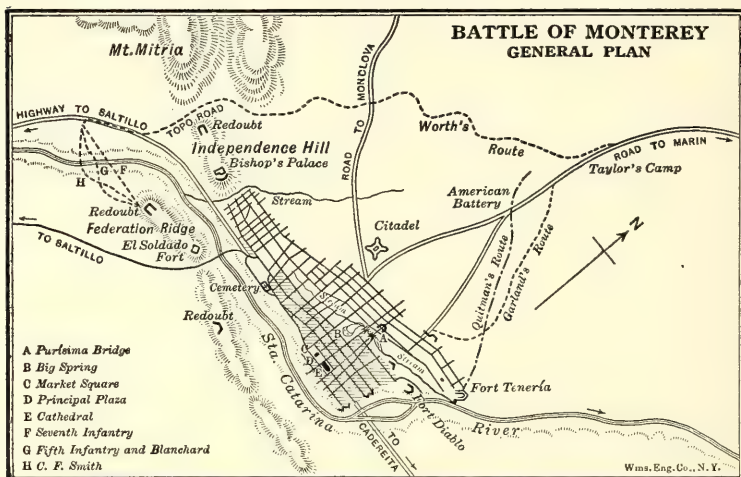 BATTLE OF MONTEREY
GENERAL PLAN
Mt. Mitria
HIGHWAY TO SALTILLO
TOPO ROAD
Redoubt
Independence Hill
Bishop's Palace
ROAD TO MONCLOVA
Worth's
Route
ROAD TO MARIN
Taylor's Camp
American
Battery
H G F
Redoubt
Federation Ridge
El Soldado
Fort
TO SALTILLO
Stream
Citadel
Quitman's Route
Garland's Route
N
Cemetery
Redoubt
Stream
B
A
C
D
E
Stream
Sta. Catarina
River
Fort Tenería
Fort Diablo
TO
CADEREITA
A Purísima Bridge
B Big Spring
C Market Square
D Principal Plaza
E Cathedral
F Seventh Infantry
G Fifth Infantry and Blanchard
H C. F. Smith
Wms. Eng. Co., N. Y.